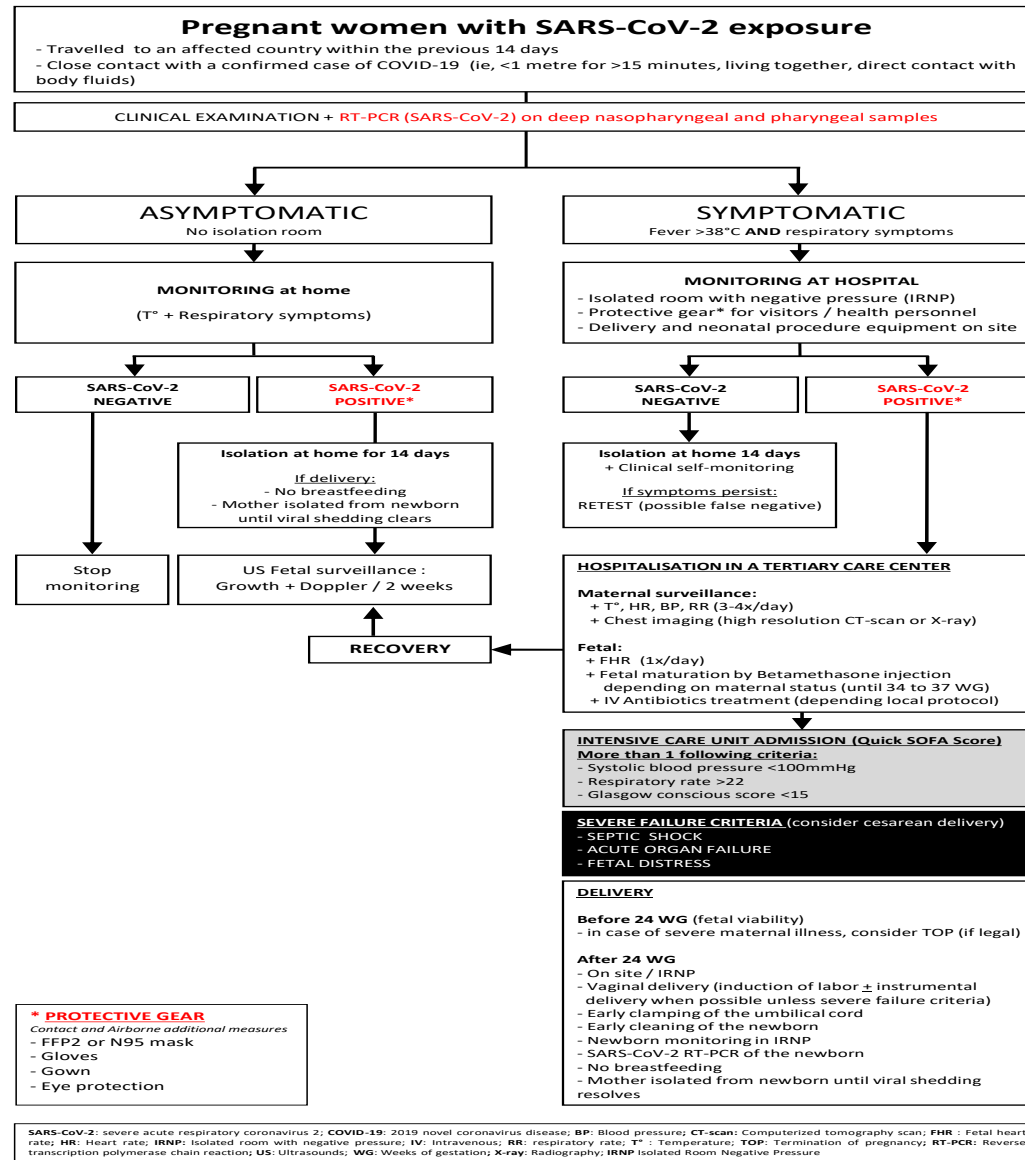 Pregnant women with SARS-CoV-2 exposure
- Travelled to an affected country within the previous 14 days
- Close contact with a confirmed case of COVID-19 (ie, <1 metre for >15 minutes, living together, direct contact with
body fluids)
CLINICAL EXAMINATION + RT-PCR (SARS-CoV-2) on deep nasopharyngeal and pharyngeal samples
ASYMPTOMATIC
No isolation room
SYMPTOMATIC
Fever >38°C AND respiratory symptoms
MONITORING at home
(T° + Respiratory symptoms)
MONITORING AT HOSPITAL
- Isolated room with negative pressure (IRNP)
- Protective gear* for visitors / health personnel
- Delivery and neonatal procedure equipment on site
SARS-CoV-2
NEGATIVE
SARS-CoV-2
POSITIVE*
SARS-CoV-2
NEGATIVE
SARS-CoV-2
POSITIVE*
Isolation at home for 14 days
If delivery:
- No breastfeeding
- Mother isolated from newborn
until viral shedding clears
Isolation at home 14 days
+ Clinical self-monitoring
If symptoms persist:
RETEST (possible false negative)
Stop
monitoring
US Fetal surveillance :
Growth + Doppler / 2 weeks
RECOVERY
HOSPITALISATION IN A TERTIARY CARE CENTER
Maternal surveillance:
+ T°, HR, BP, RR (3-4x/day)
+ Chest imaging (high resolution CT-scan or X-ray)
Fetal:
+ FHR (1x/day)
+ Fetal maturation by Betamethasone injection
depending on maternal status (until 34 to 37 WG)
+ IV Antibiotics treatment (depending local protocol)
INTENSIVE CARE UNIT ADMISSION (Quick SOFA Score)
More than 1 following criteria:
- Systolic blood pressure <100mmHg
- Respiratory rate >22
- Glasgow conscious score <15
SEVERE FAILURE CRITERIA (consider cesarean delivery)
- SEPTIC SHOCK
- ACUTE ORGAN FAILURE
- FETAL DISTRESS
DELIVERY
Before 24 WG (fetal viability)
- in case of severe maternal illness, consider TOP (if legal)
After 24 WG
- On site / IRNP
- Vaginal delivery (induction of labor ± instrumental
delivery when possible unless severe failure criteria)
- Early clamping of the umbilical cord
- Early cleaning of the newborn
- Newborn monitoring in IRNP
- SARS-CoV-2 RT-PCR of the newborn
- No breastfeeding
- Mother isolated from newborn until viral shedding
resolves
* PROTECTIVE GEAR
Contact and Airborne additional measures
- FFP2 or N95 mask
- Gloves
- Gown
- Eye protection
SARS-CoV-2: severe acute respiratory coronavirus 2; COVID-19: 2019 novel coronavirus disease; BP: Blood pressure; CT-scan: Computerized tomography scan; FHR : Fetal heart
rate; HR: Heart rate; IRNP: Isolated room with negative pressure; IV: Intravenous; RR: respiratory rate; T° : Temperature; TOP: Termination of pregnancy; RT-PCR: Reverse
transcription polymerase chain reaction; US: Ultrasounds; WG: Weeks of gestation; X-ray: Radiography; IRNP Isolated Room Negative Pressure